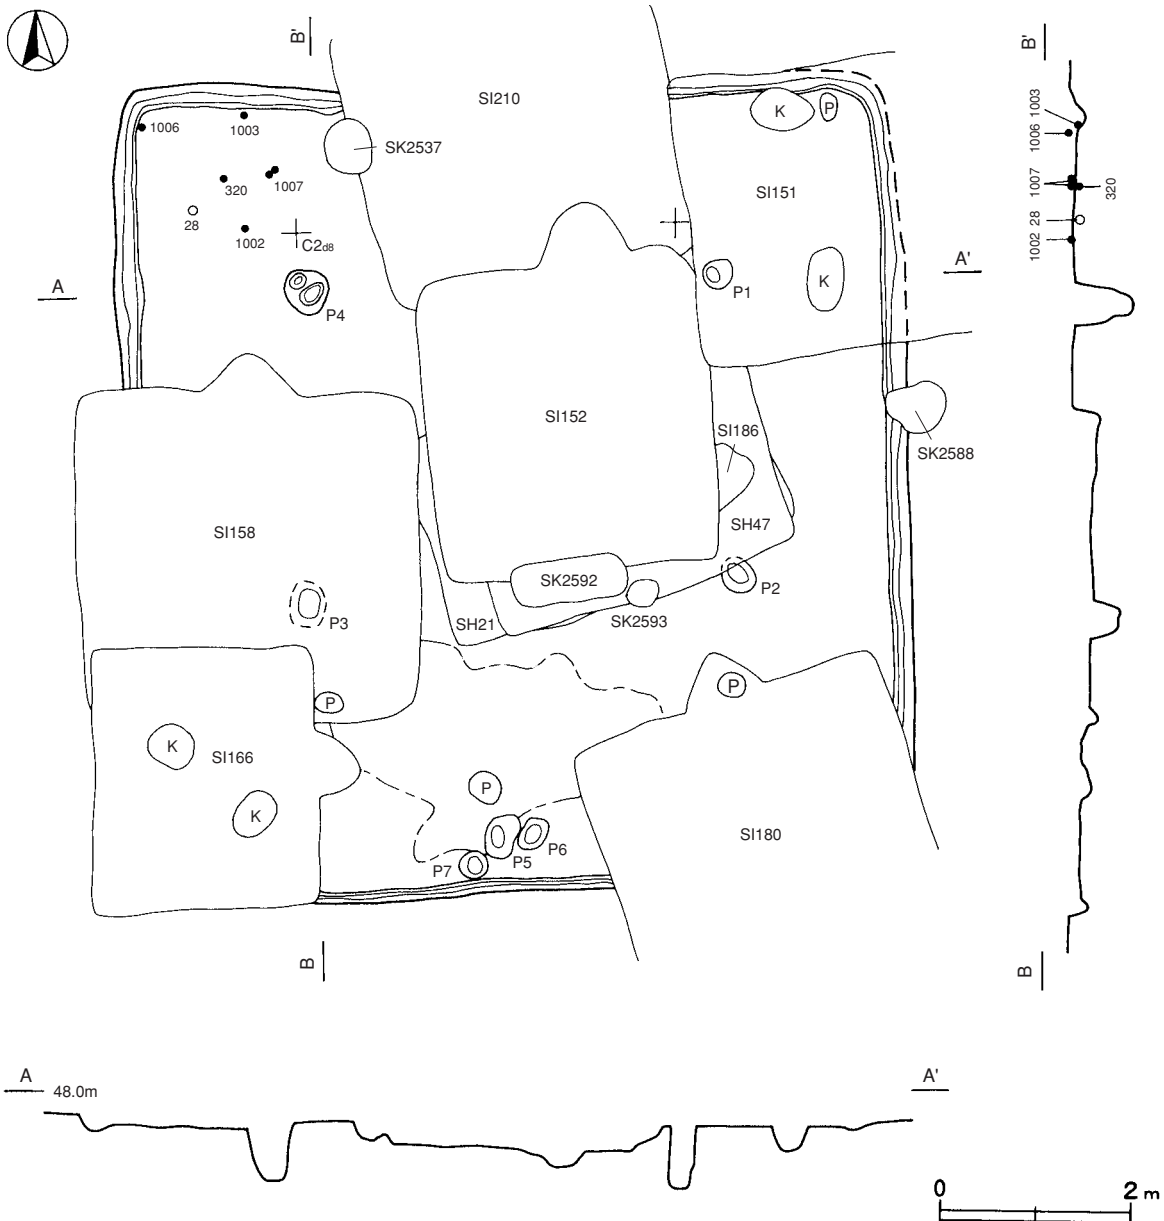 B'
B'
SI210
K
P
1006
1003
SK2537
1003
1006
320
1007
SI151
1007
320
28
28
1002
C2d8
1002
A
A'
P1
K
P4
SI152
SI186
SK2588
SI158
SH47
SK2592
P2
P3
SH21
SK2593
P
P
K
SI166
P
K
SI180
P5
P6
P7
B
B
A
48.0m
A'
0
2 m